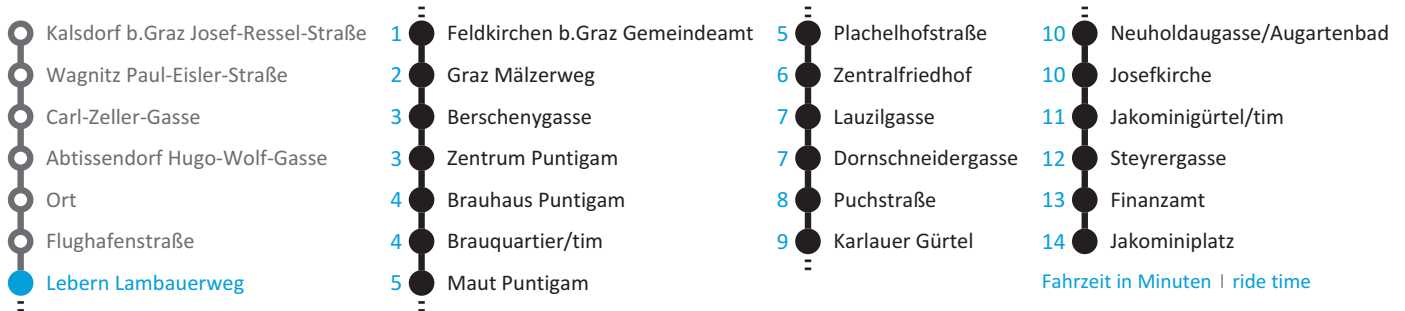 Kalsdorf b.Graz Josef-Ressel-Straße
Wagnitz Paul-Eisler-Straße
Carl-Zeller-Gasse
Abtissendorf Hugo-Wolf-Gasse
Ort
Flughafenstraße
Lebern Lambauerweg
1 Feldkirchen b.Graz Gemeindeamt
2 Graz Mälzerweg
3 Berschenygasse
3 Zentrum Puntigam
4 Brauhaus Puntigam
4 Brauquartier/tim
5 Maut Puntigam
5 Plachelhofstraße
6 Zentralfriedhof
7 Lauzilgasse
7 Dornschneidergasse
8 Puchstraße
9 Karlauer Gürtel
10 Neuholdaugasse/Augartenbad
10 Josefkirche
11 Jakominigürtel/tim
12 Steyrergasse
13 Finanzamt
14 Jakominiplatz
Fahrzeit in Minuten | ride time